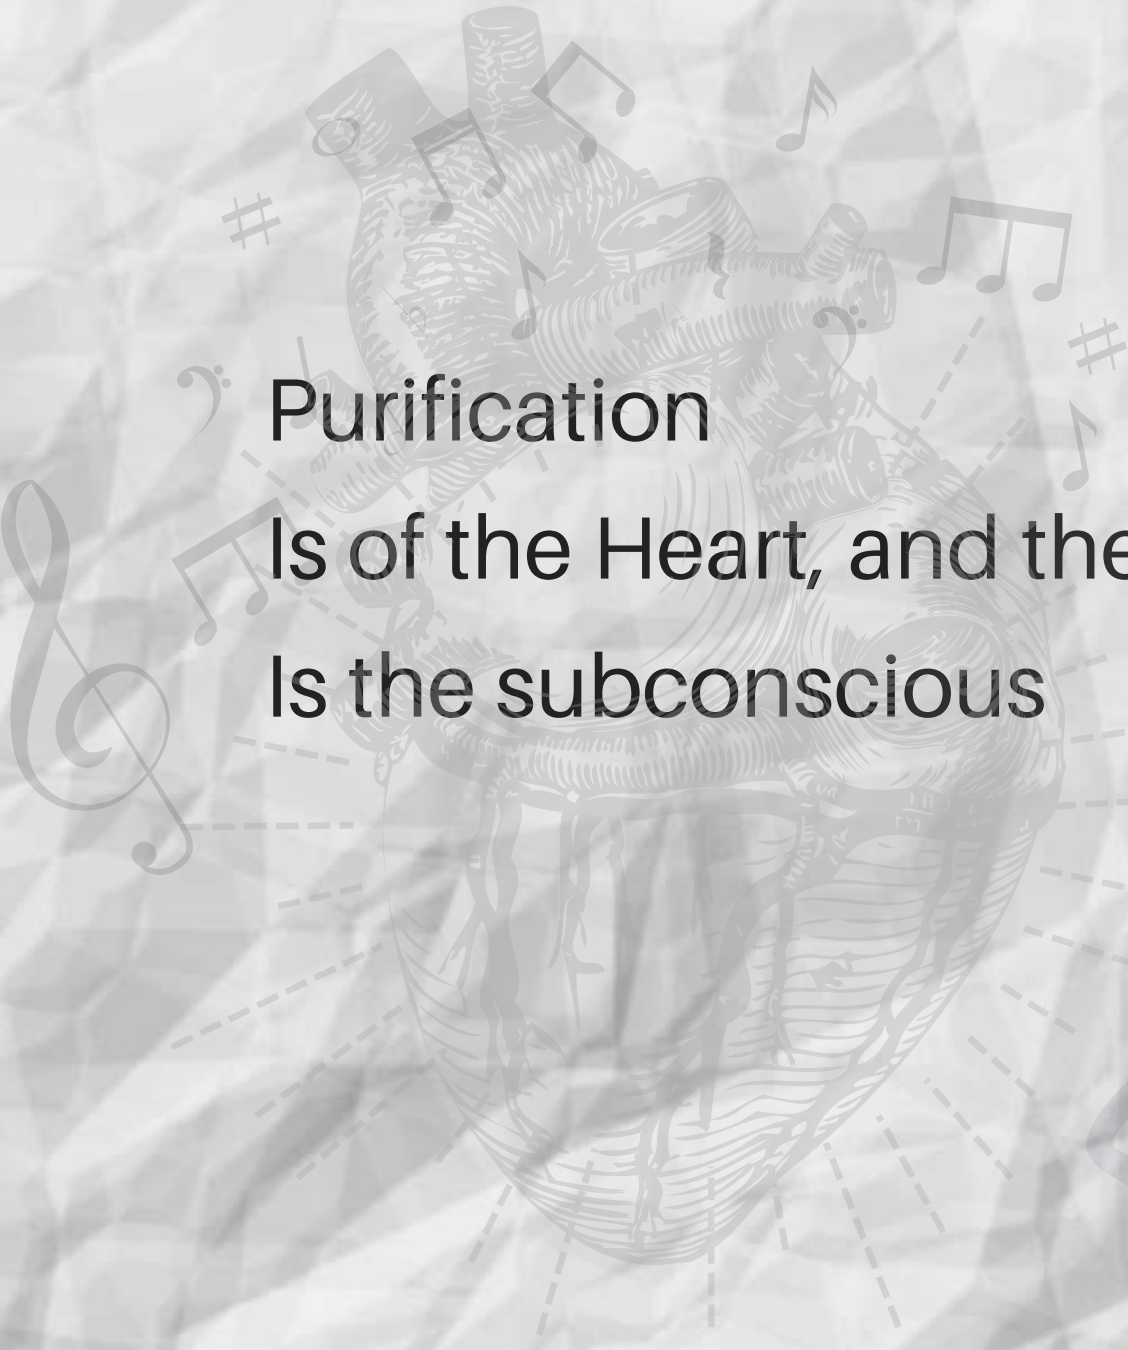 Purification
Is of the Heart, and the
Is the subconscious